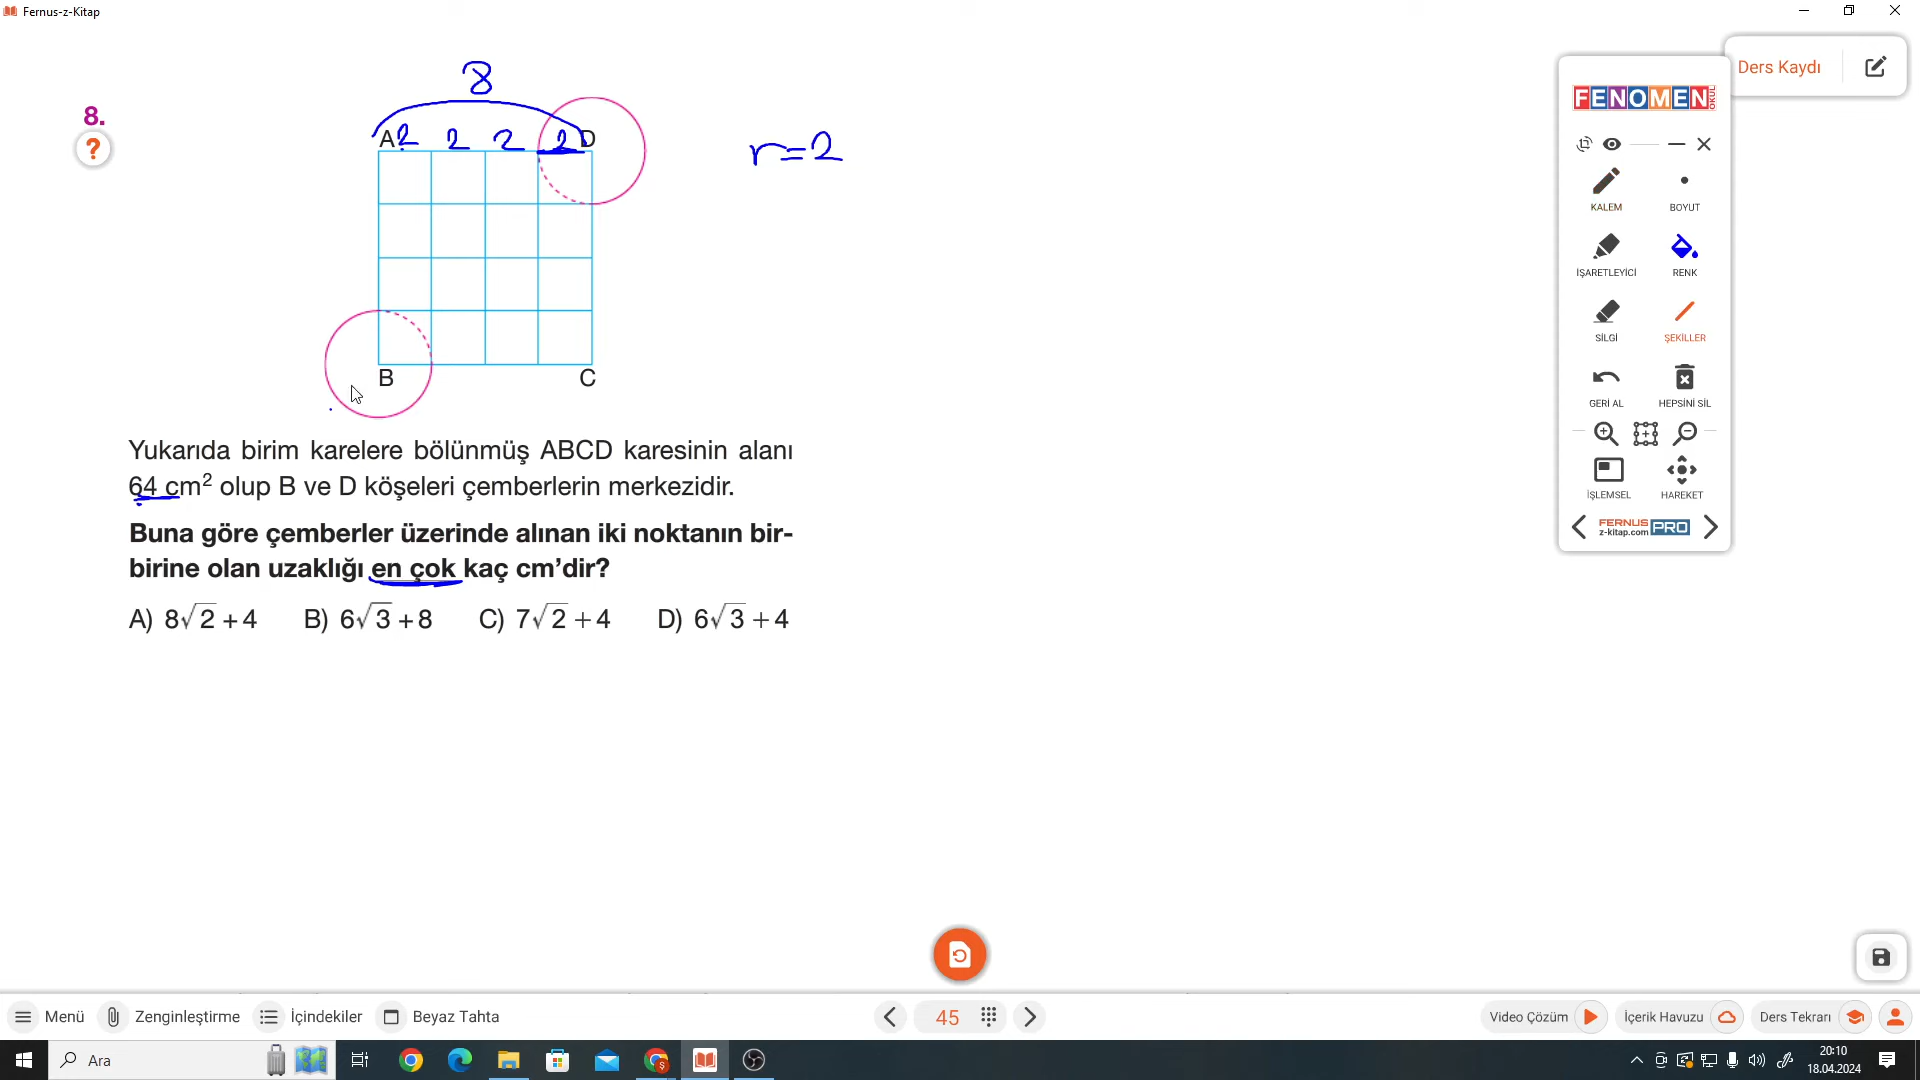 Fernus-z-Kitap
Ders Kaydı
FENOMEN OKUL
8.
?
8
A 2 2 2 2 D
r=2
B C
KALEM BOYUT
İŞARETLEYİCİ RENK
SİLGİ ŞEKİLLER
GERİ AL HEPSİNİ SİL
İŞLEMSEL HAREKET
FERNUS PRO
z-kitap.com
Yukarıda birim karelere bölünmüş ABCD karesinin alanı
64 cm² olup B ve D köşeleri çemberlerin merkezidir.
Buna göre çemberler üzerinde alınan iki noktanın bir-
birine olan uzaklığı en çok kaç cm’dir?
A) 8√2 + 4 B) 6√3 + 8 C) 7√2 + 4 D) 6√3 + 4
Menü Zenginleştirme İçindekiler Beyaz Tahta 45 Video Çözüm İçerik Havuzu Ders Tekrarı
Ara 20:10
18.04.2024